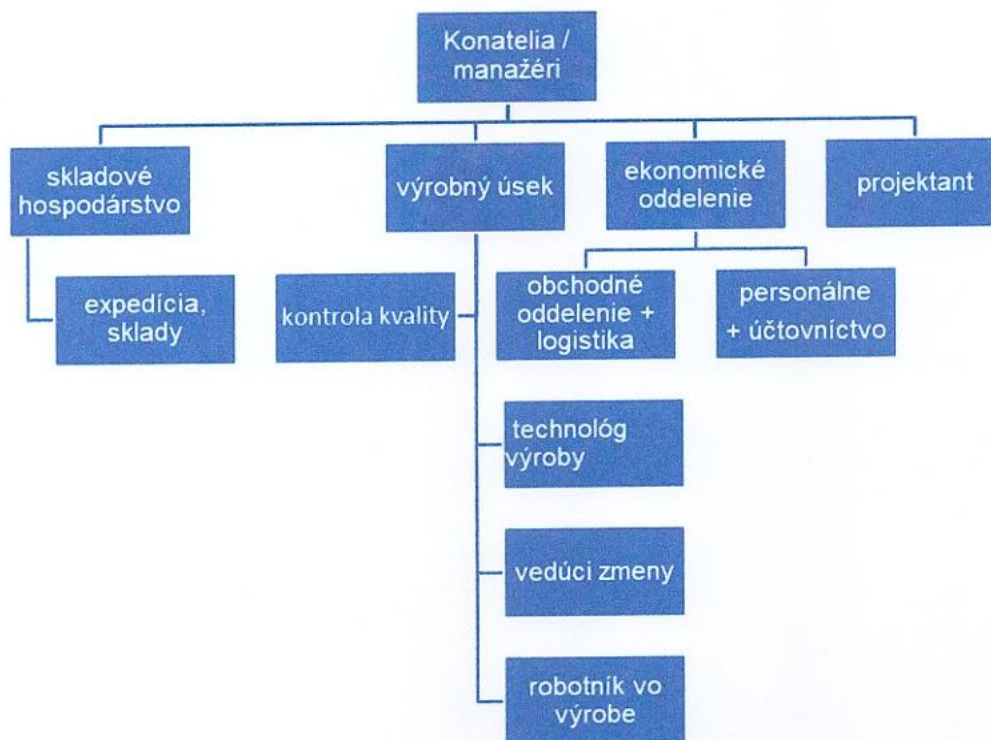 Konatelia /
manažéri
skladové
hospodárstvo
výrobný úsek
ekonomické
oddelenie
projektant
expedícia,
sklady
kontrola kvality
obchodné
oddelenie +
logistika
personálne
+ účtovníctvo
technológ
výroby
vedúci zmeny
robotník vo
výrobe